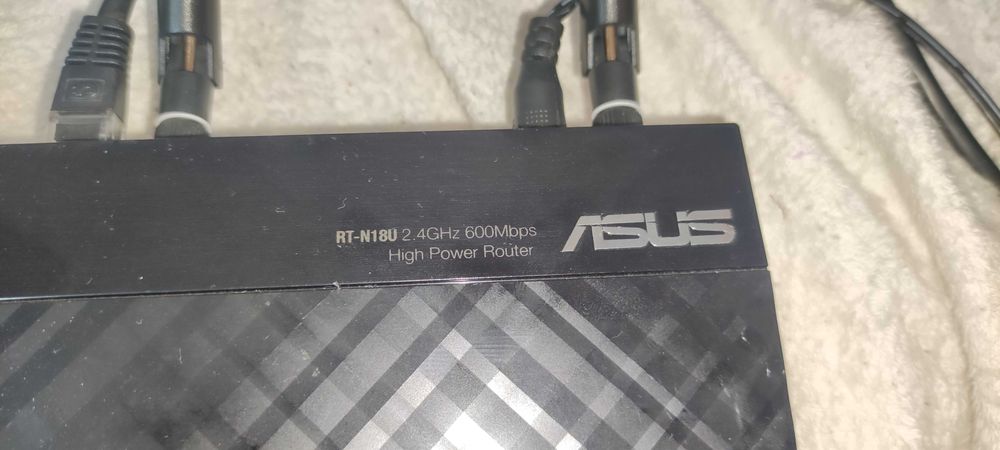 RT-N18U 2.4GHz 600Mbps
High Power Router
ASUS